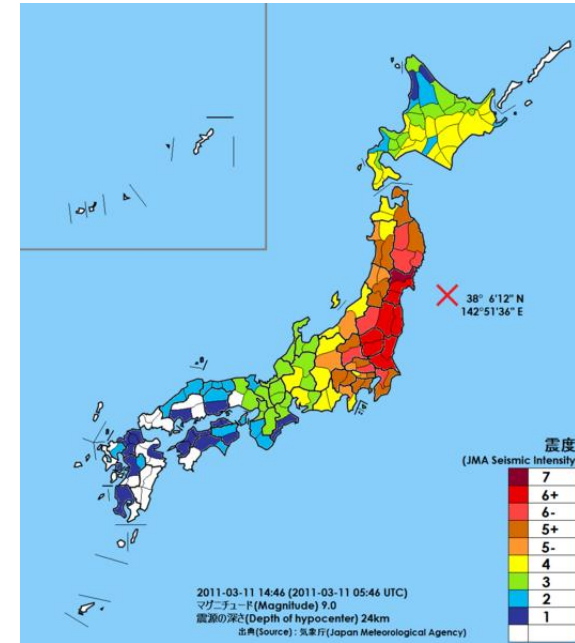 38° 6'12" N
142°51'36" E
震度
(JMA Seismic Intensity)
7
6+
6-
5+
5-
4
3
2
1
2011-03-11 14:46 (2011-03-11 05:46 UTC)
マグニチュード(Magnitude) 9.0
震源の深さ(Depth of hypocenter) 24km
出典(Source) : 気象庁(Japan Meteorological Agency)